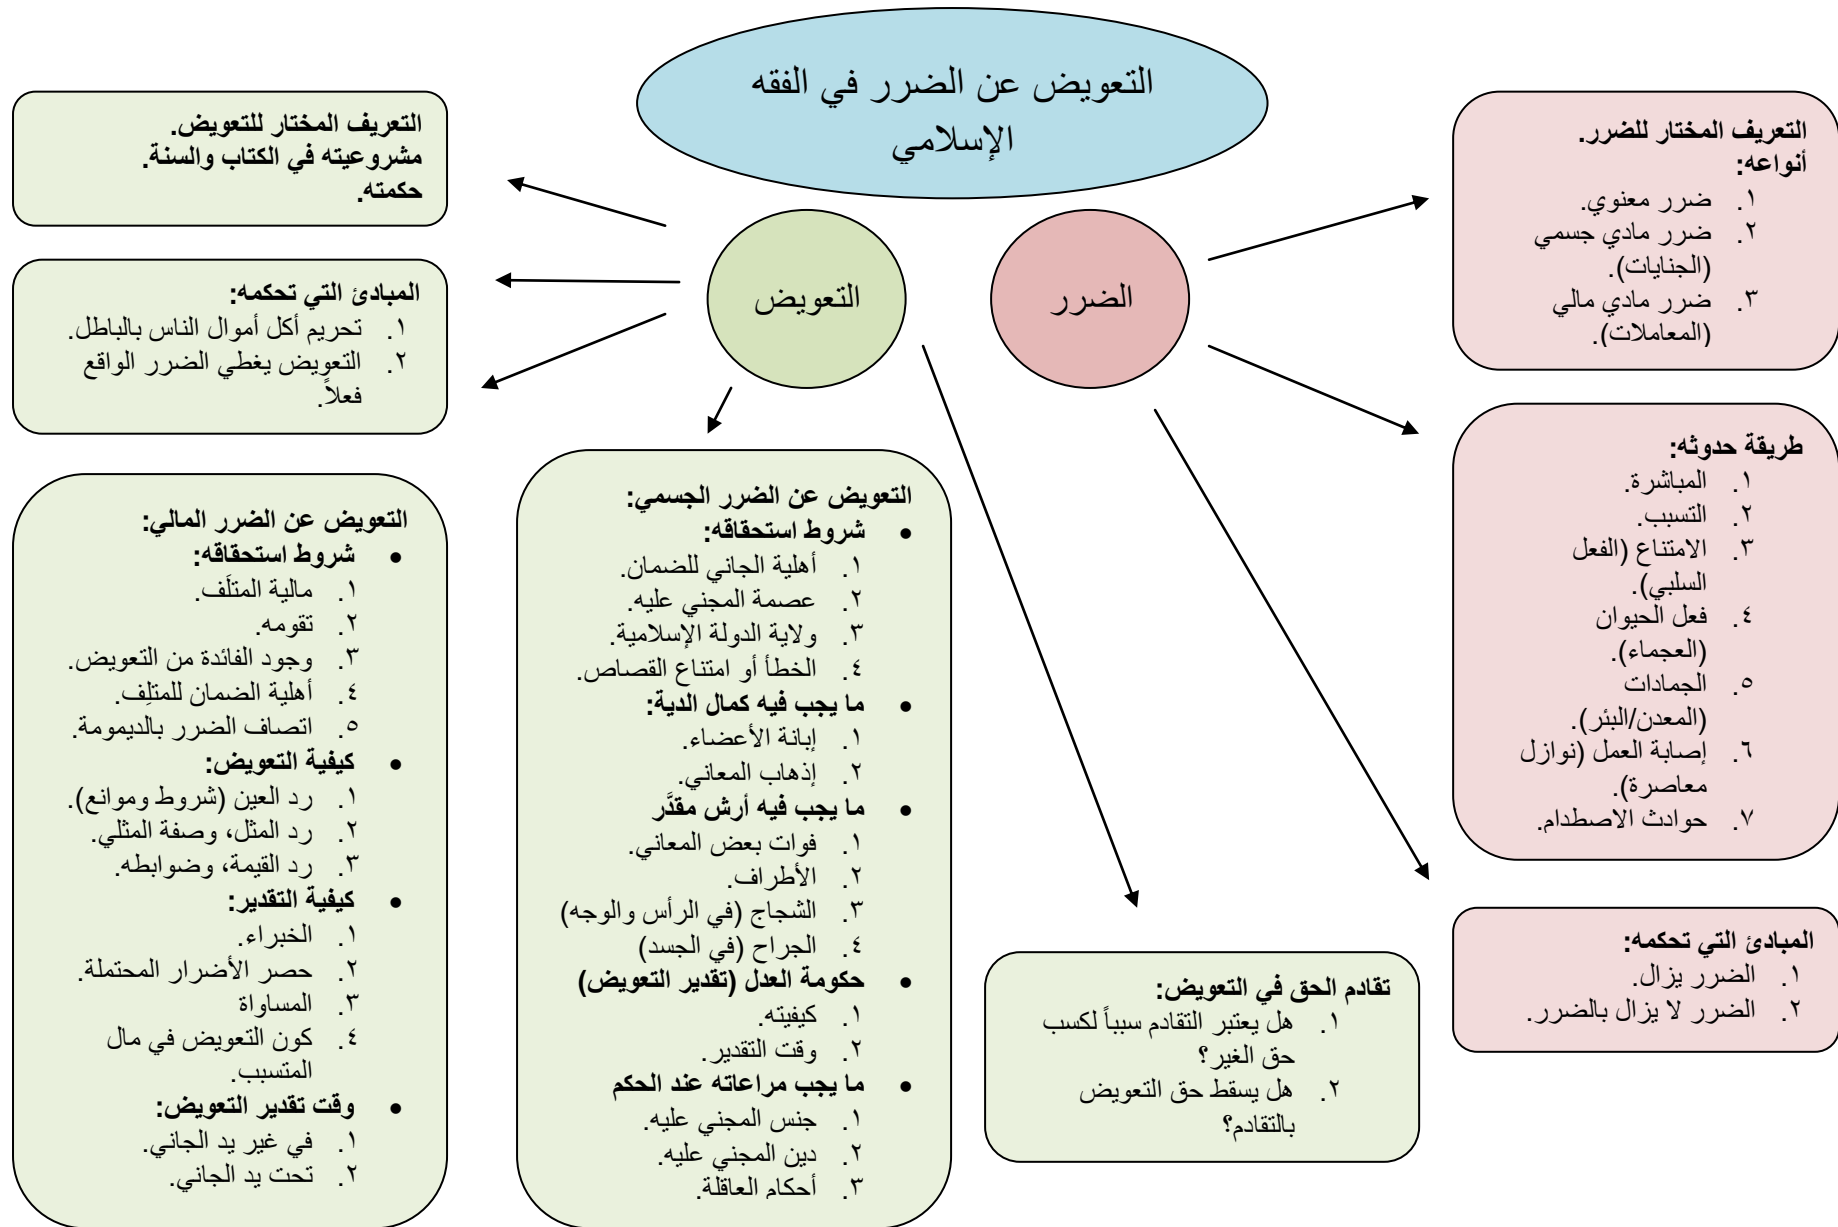 التعويض عن الضرر في الفقه
الإسلامي
الضرر
التعويض
التعريف المختار للضرر.
أنواعه:
١. ضرر معنوي.
٢. ضرر مادي جسمي
(الجنايات).
٣. ضرر مادي مالي
(المعاملات).
طريقة حدوثه:
١. المباشرة.
٢. التسبب.
٣. الامتناع (الفعل
السلبي).
٤. فعل الحيوان
(العجماء).
٥. الجمادات
(المعدن/البئر).
٦. إصابة العمل (نوازل
معاصرة).
٧. حوادث الاصطدام.
المبادئ التي تحكمه:
١. الضرر يزال.
٢. الضرر لا يزال بالضرر.
التعريف المختار للتعويض.
مشروعيته في الكتاب والسنة.
حكمته.
المبادئ التي تحكمه:
١. تحريم أكل أموال الناس بالباطل.
٢. التعويض يغطي الضرر الواقع
فعلاً.
التعويض عن الضرر المالي:
• شروط استحقاقه:
١. مالية المتلَف.
٢. تقومه.
٣. وجود الفائدة من التعويض.
٤. أهلية الضمان للمتلِف.
٥. اتصاف الضرر بالديمومة.
• كيفية التعويض:
١. رد العين (شروط وموانع).
٢. رد المثل، وصفة المثلي.
٣. رد القيمة، وضوابطه.
• كيفية التقدير:
١. الخبراء.
٢. حصر الأضرار المحتملة.
٣. المساواة
٤. كون التعويض في مال
المتسبب.
• وقت تقدير التعويض:
١. في غير يد الجاني.
٢. تحت يد الجاني.
التعويض عن الضرر الجسمي:
• شروط استحقاقه:
١. أهلية الجاني للضمان.
٢. عصمة المجني عليه.
٣. ولاية الدولة الإسلامية.
٤. الخطأ أو امتناع القصاص.
• ما يجب فيه كمال الدية:
١. إبانة الأعضاء.
٢. إذهاب المعاني.
• ما يجب فيه أرش مقدَّر
١. فوات بعض المعاني.
٢. الأطراف.
٣. الشجاج (في الرأس والوجه)
٤. الجراح (في الجسد)
• حكومة العدل (تقدير التعويض)
١. كيفيته.
٢. وقت التقدير.
• ما يجب مراعاته عند الحكم
١. جنس المجني عليه.
٢. دين المجني عليه.
٣. أحكام العاقلة.
تقادم الحق في التعويض:
١. هل يعتبر التقادم سبباً لكسب
حق الغير؟
٢. هل يسقط حق التعويض
بالتقادم؟